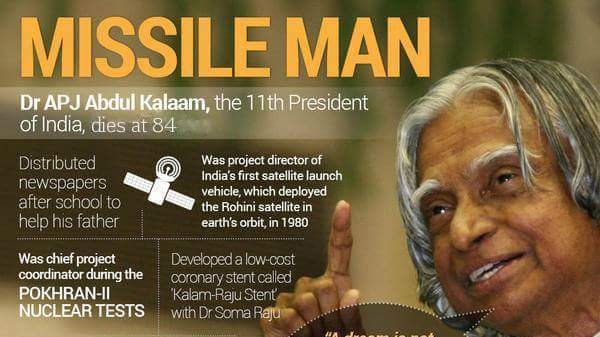 MISSILE MAN
Dr APJ Abdul Kalaam, the 11th President
of India, dies at 84
Distributed
newspapers
after school to
help his father
Was project director of
India's first satellite launch
vehicle, which deployed
the Rohini satellite in
earth's orbit, in 1980
Was chief project
coordinator during the
POKHRAN-II
NUCLEAR TESTS
Developed a low-cost
coronary stent called
'Kalam-Raju Stent'
with Dr Soma Raju
"A dream is not